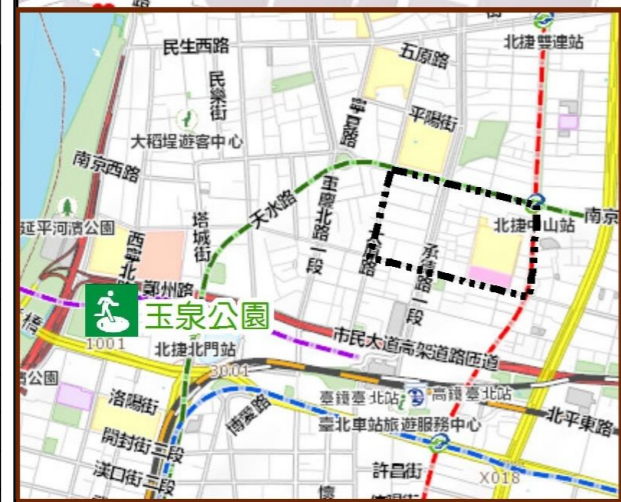 民生西路
五原路
北捷雙連站
民樂街
平陽街
大稻埕遊客中心
南京西路
天水路
重慶北路一段
塔城街
北捷中山站
南京
延平河濱公園
承德路一段
鄭州路
玉泉公園
市民大道高架道路匝道
1001
北捷北門站
3001
公園
臺鐵臺北站
高鐵臺北站
洛陽街
博愛路
臺北車站旅遊服務中心
北平東路
開封街二段
漢口街二段
許昌街
X018